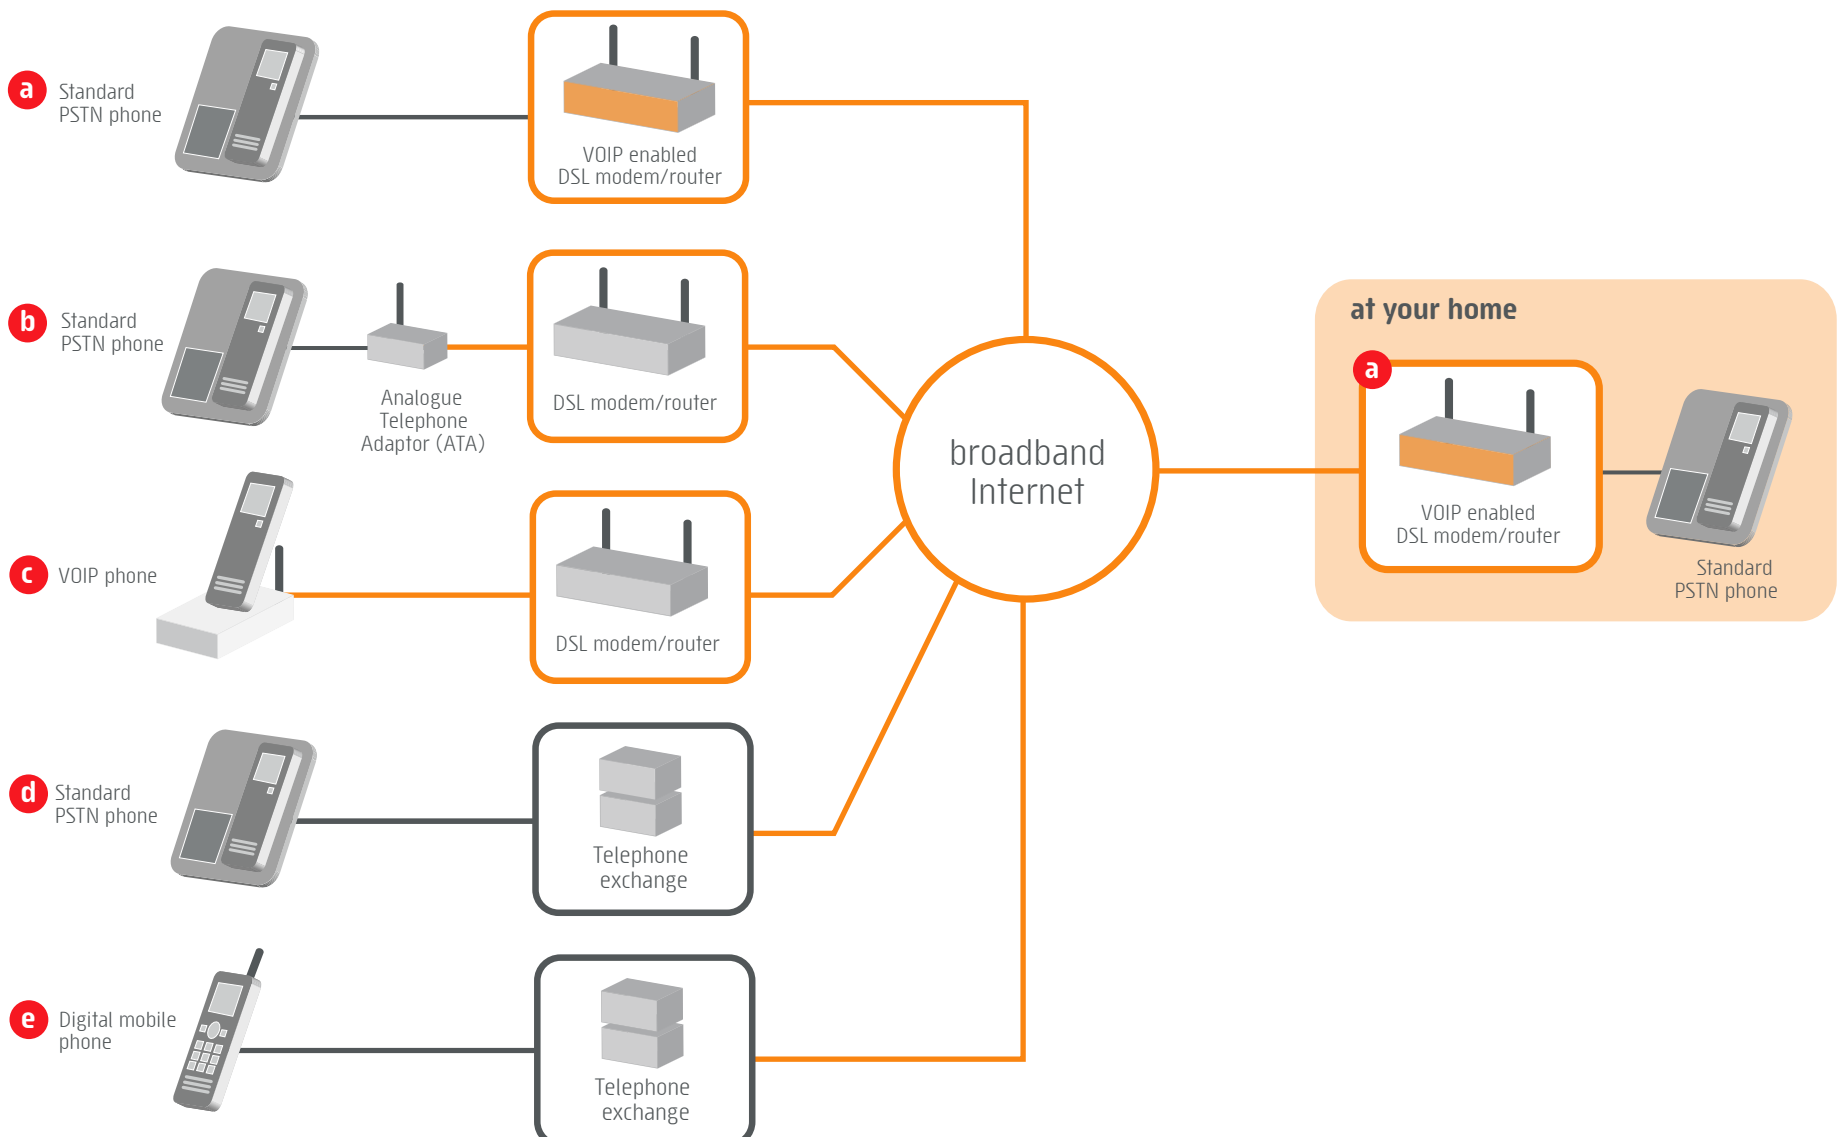 a
Standard
PSTN phone
VOIP enabled
DSL modem/router
b
Standard
PSTN phone
Analogue
Telephone
Adaptor (ATA)
DSL modem/router
c
VOIP phone
DSL modem/router
d
Standard
PSTN phone
Telephone
exchange
e
Digital mobile
phone
Telephone
exchange
broadband
Internet
at your home
a
VOIP enabled
DSL modem/router
Standard
PSTN phone